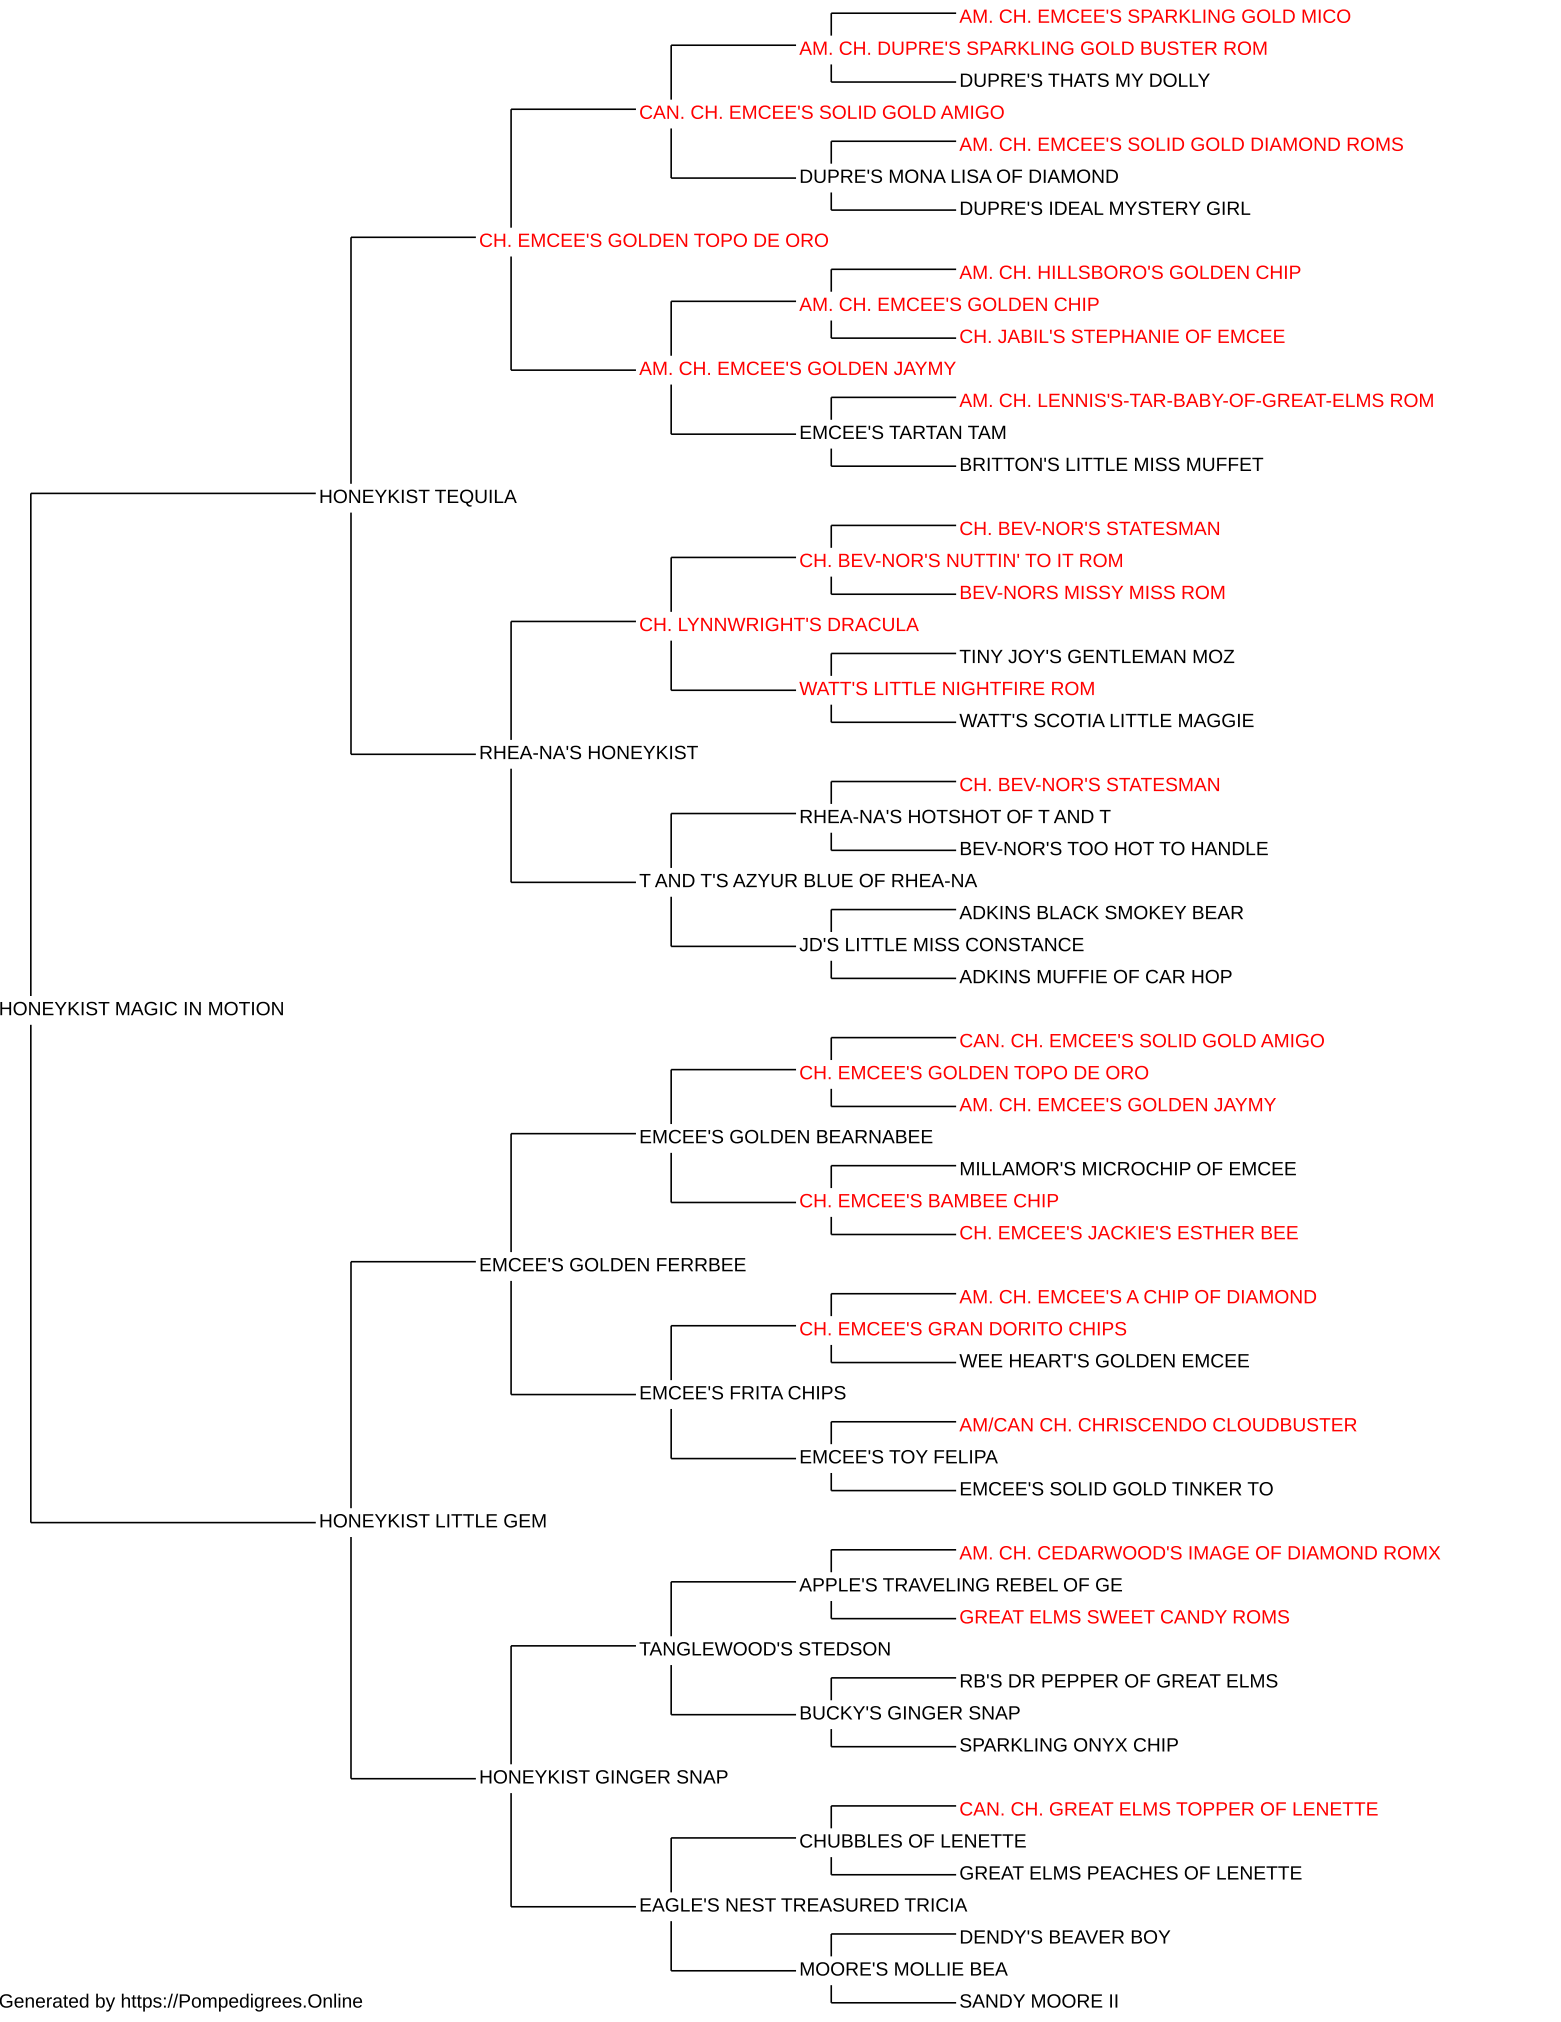 AM. CH. EMCEE'S SPARKLING GOLD MICO
AM. CH. DUPRE'S SPARKLING GOLD BUSTER ROM
DUPRE'S THATS MY DOLLY
CAN. CH. EMCEE'S SOLID GOLD AMIGO
AM. CH. EMCEE'S SOLID GOLD DIAMOND ROMS
DUPRE'S MONA LISA OF DIAMOND
DUPRE'S IDEAL MYSTERY GIRL
CH. EMCEE'S GOLDEN TOPO DE ORO
AM. CH. HILLSBORO'S GOLDEN CHIP
AM. CH. EMCEE'S GOLDEN CHIP
CH. JABIL'S STEPHANIE OF EMCEE
AM. CH. EMCEE'S GOLDEN JAYMY
AM. CH. LENNIS'S-TAR-BABY-OF-GREAT-ELMS ROM
EMCEE'S TARTAN TAM
BRITTON'S LITTLE MISS MUFFET
HONEYKIST TEQUILA
CH. BEV-NOR'S STATESMAN
CH. BEV-NOR'S NUTTIN' TO IT ROM
BEV-NORS MISSY MISS ROM
CH. LYNNWRIGHT'S DRACULA
TINY JOY'S GENTLEMAN MOZ
WATT'S LITTLE NIGHTFIRE ROM
WATT'S SCOTIA LITTLE MAGGIE
RHEA-NA'S HONEYKIST
CH. BEV-NOR'S STATESMAN
RHEA-NA'S HOTSHOT OF T AND T
BEV-NOR'S TOO HOT TO HANDLE
T AND T'S AZYUR BLUE OF RHEA-NA
ADKINS BLACK SMOKEY BEAR
JD'S LITTLE MISS CONSTANCE
ADKINS MUFFIE OF CAR HOP
HONEYKIST MAGIC IN MOTION
CAN. CH. EMCEE'S SOLID GOLD AMIGO
CH. EMCEE'S GOLDEN TOPO DE ORO
AM. CH. EMCEE'S GOLDEN JAYMY
EMCEE'S GOLDEN BEARNABEE
MILLAMOR'S MICROCHIP OF EMCEE
CH. EMCEE'S BAMBEE CHIP
CH. EMCEE'S JACKIE'S ESTHER BEE
EMCEE'S GOLDEN FERRBEE
AM. CH. EMCEE'S A CHIP OF DIAMOND
CH. EMCEE'S GRAN DORITO CHIPS
WEE HEART'S GOLDEN EMCEE
EMCEE'S FRITA CHIPS
AM/CAN CH. CHRISCENDO CLOUDBUSTER
EMCEE'S TOY FELIPA
EMCEE'S SOLID GOLD TINKER TO
HONEYKIST LITTLE GEM
AM. CH. CEDARWOOD'S IMAGE OF DIAMOND ROMX
APPLE'S TRAVELING REBEL OF GE
GREAT ELMS SWEET CANDY ROMS
TANGLEWOOD'S STEDSON
RB'S DR PEPPER OF GREAT ELMS
BUCKY'S GINGER SNAP
SPARKLING ONYX CHIP
HONEYKIST GINGER SNAP
CAN. CH. GREAT ELMS TOPPER OF LENETTE
CHUBBLES OF LENETTE
GREAT ELMS PEACHES OF LENETTE
EAGLE'S NEST TREASURED TRICIA
DENDY'S BEAVER BOY
MOORE'S MOLLIE BEA
SANDY MOORE II
Generated by https://Pompedigrees.Online